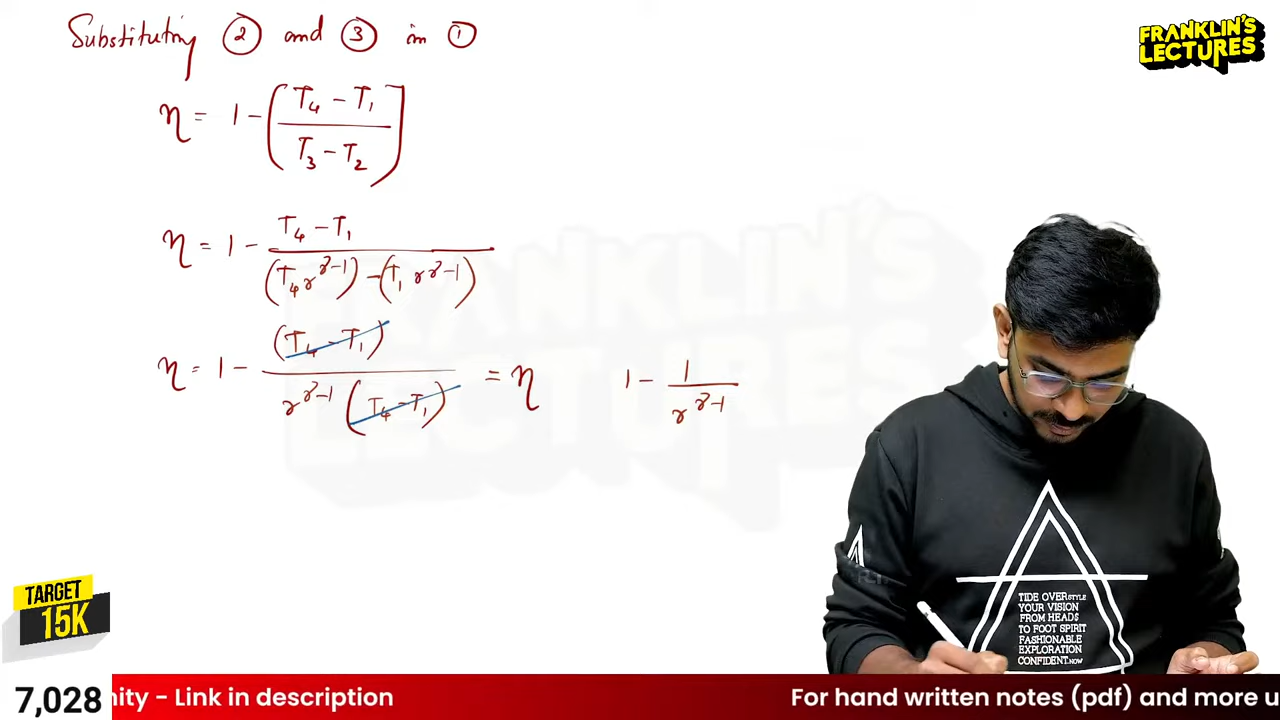 Substituting ② and ③ in ①
FRANKLIN'S
LECTURES
η = 1 - [(T₄ - T₁) / (T₃ - T₂)]
η = 1 - (T₄ - T₁) / ((T₄ r^(γ-1)) - (T₁ r^(γ-1)))
η = 1 - (T₄ - T₁) / (r^(γ-1) (T₄ - T₁)) = η 1 - 1 / r^(γ-1)
FRANKLIN'S
LECTURES
TIDE OVER STYLE
YOUR VISION
FROM HEADS
TO FOOT SPIRIT
FASHIONABLE
EXPLORATION
CONFIDENT.NOW
TARGET
15K
7,028
nity - Link in description
For hand written notes (pdf) and more u